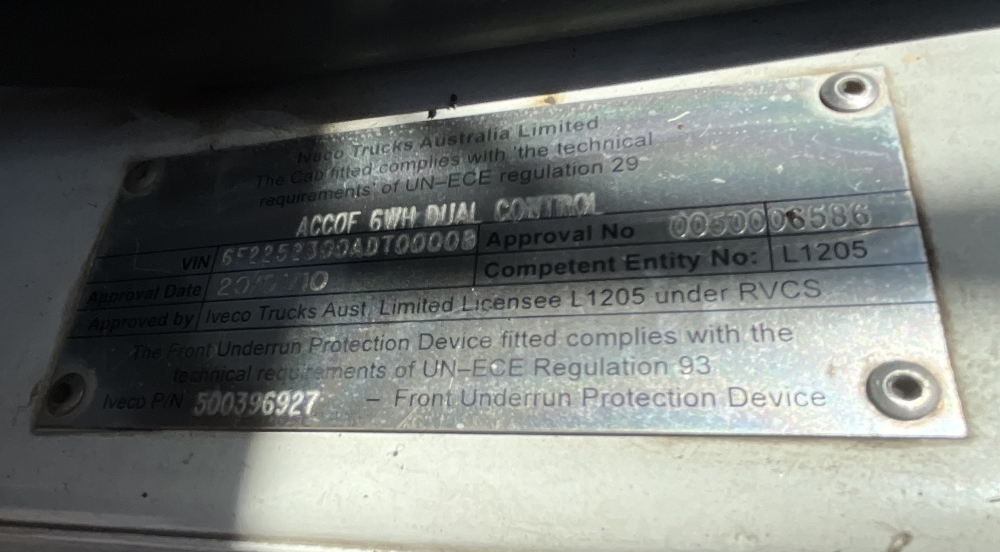 Iveco Trucks Australia Limited
The Cab fitted complies with 'the technical
requirements' of UN–ECE regulation 29
ACCOF 6WH DUAL CONTROL
VIN Approval No
Approval Date Competent Entity No: L1205
Approved by Iveco Trucks Aust. Limited Licensee L1205 under RVCS
The Front Underrun Protection Device fitted complies with the
technical requirements of UN–ECE Regulation 93
Iveco P/N 500396927 – Front Underrun Protection Device